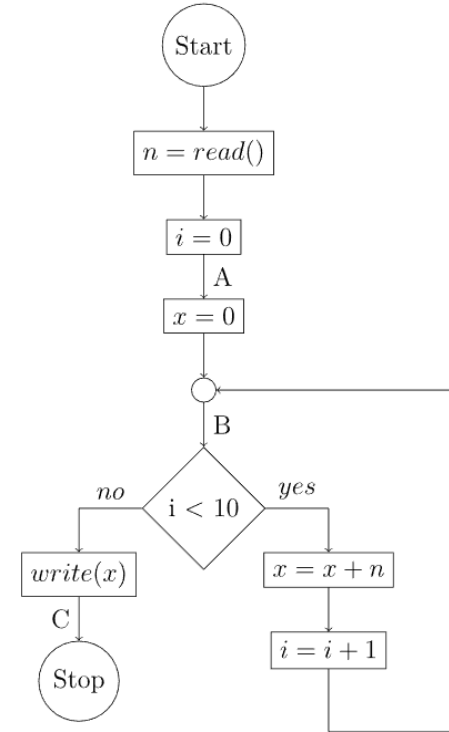 Start
n = read()
i = 0
A
x = 0
B
no
i < 10
yes
write(x)
x = x + n
C
i = i + 1
Stop